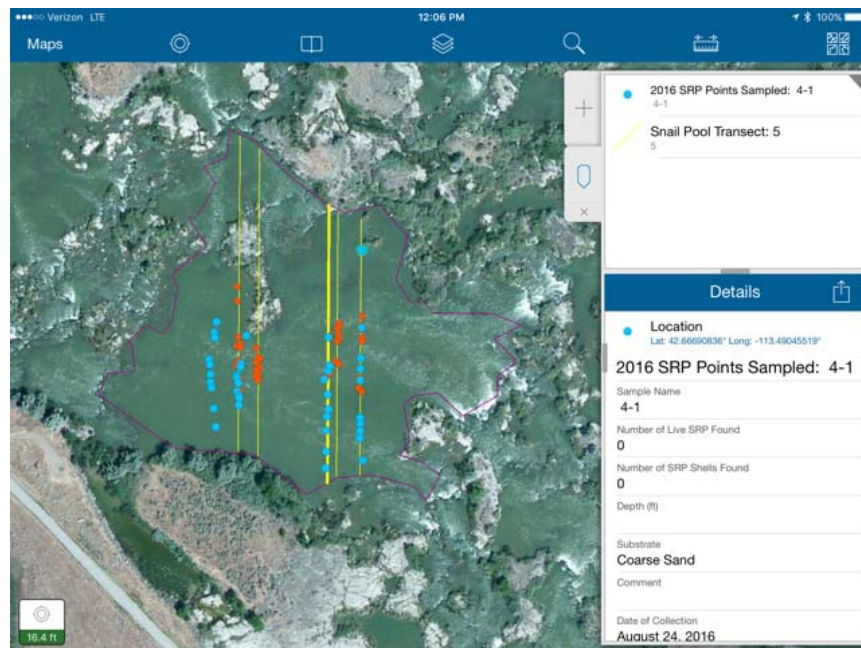 Verizon LTE
12:06 PM
100%
Maps
2016 SRP Points Sampled: 4-1
4-1
Snail Pool Transect: 5
5
Details
Location
Lat: 42.66690836° Long: -113.49045519°
2016 SRP Points Sampled: 4-1
Sample Name
4-1
Number of Live SRP Found
0
Number of SRP Shells Found
0
Depth (ft)
Substrate
Coarse Sand
Comment
Date of Collection
August 24, 2016
16.4 ft